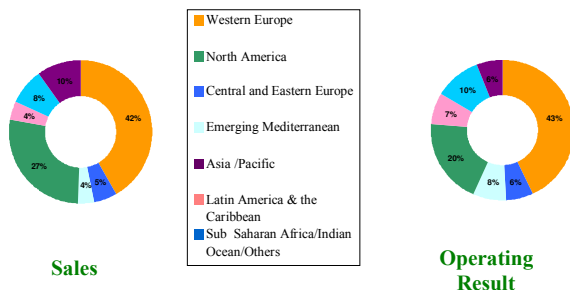 10%
8%
42%
4%
27%
4%
5%
Sales
Western Europe
North America
Central and Eastern Europe
Emerging Mediterranean
Asia /Pacific
Latin America & the
Caribbean
Sub Saharan Africa/Indian
Ocean/Others
6%
10%
7%
43%
20%
8%
6%
Operating
Result